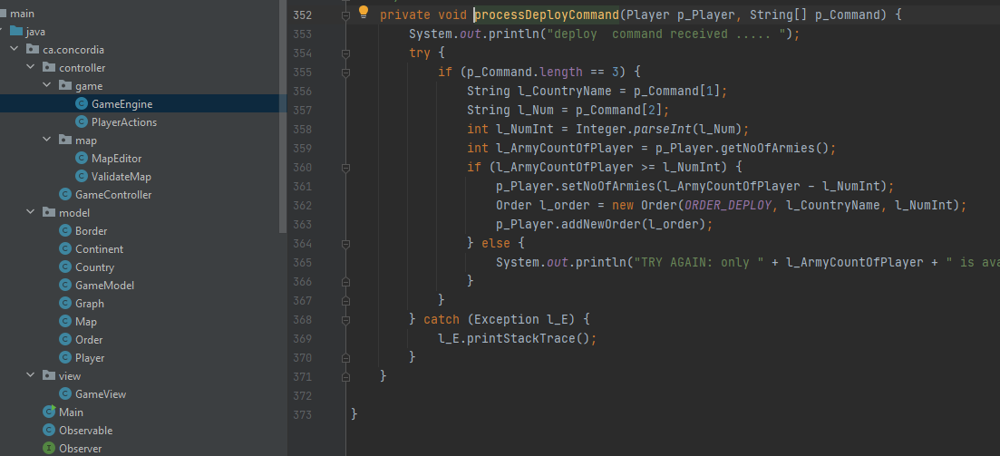 main
java
ca.concordia
controller
game
GameEngine
PlayerActions
map
MapEditor
ValidateMap
GameController
model
Border
Continent
Country
GameModel
Graph
Map
Order
Player
view
GameView
Main
Observable
Observer
352 private void processDeployCommand(Player p_Player, String[] p_Command) {
353 System.out.println("deploy  command received ..... ");
354 try {
355 if (p_Command.length == 3) {
356 String l_CountryName = p_Command[1];
357 String l_Num = p_Command[2];
358 int l_NumInt = Integer.parseInt(l_Num);
359 int l_ArmyCountOfPlayer = p_Player.getNoOfArmies();
360 if (l_ArmyCountOfPlayer >= l_NumInt) {
361 p_Player.setNoOfArmies(l_ArmyCountOfPlayer - l_NumInt);
362 Order l_order = new Order(ORDER_DEPLOY, l_CountryName, l_NumInt);
363 p_Player.addNewOrder(l_order);
364 } else {
365 System.out.println("TRY AGAIN: only " + l_ArmyCountOfPlayer + " is ava
366 }
367 }
368 } catch (Exception l_E) {
369 l_E.printStackTrace();
370 }
371 }
372
373 }